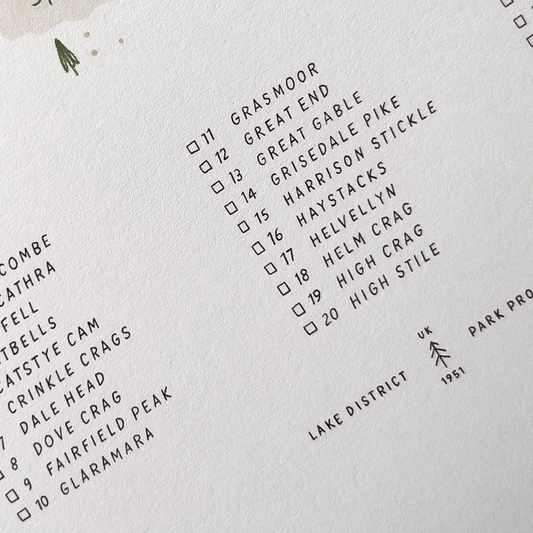 COMBE
CATHRA
FELL
TBELLS
EATSTYE CAM
CRINKLE CRAGS
7 DALE HEAD
8 DOVE CRAG
9 FAIRFIELD PEAK
10 GLARAMARA
11 GRASMOOR
12 GREAT END
13 GREAT GABLE
14 GRISEDALE PIKE
15 HARRISON STICKLE
16 HAYSTACKS
17 HELVELLYN
18 HELM CRAG
19 HIGH CRAG
20 HIGH STILE
LAKE DISTRICT
UK
1951
PARK PRO